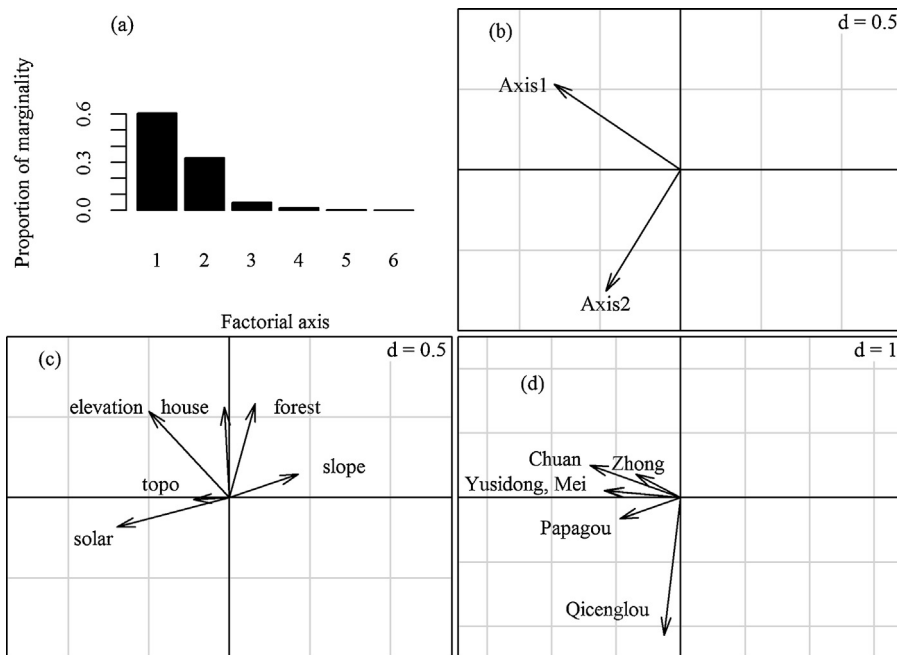 (a)
Proportion of marginality
0.6
0.3
0.0
1 2 3 4 5 6
Factorial axis
(b)
d = 0.5
Axis1
Axis2
(c)
d = 0.5
elevation house forest
slope
topo
solar
(d)
d = 1
Chuan
Zhong
Yusidong, Mei
Papagou
Qicenglou